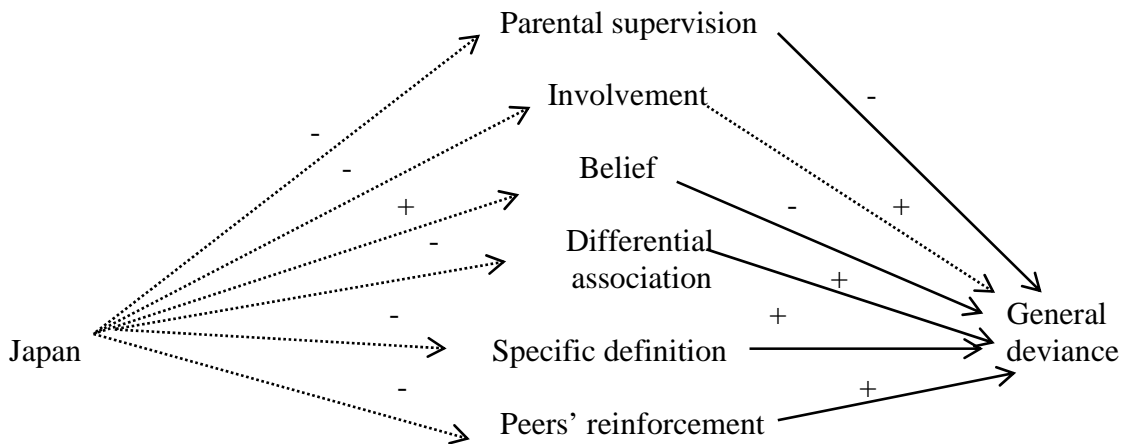 Parental supervision
-
Involvement
-
-
Belief
+
-
+
-
Differential
association
+
General
deviance
-
+
Japan
Specific definition
-
+
Peers’ reinforcement